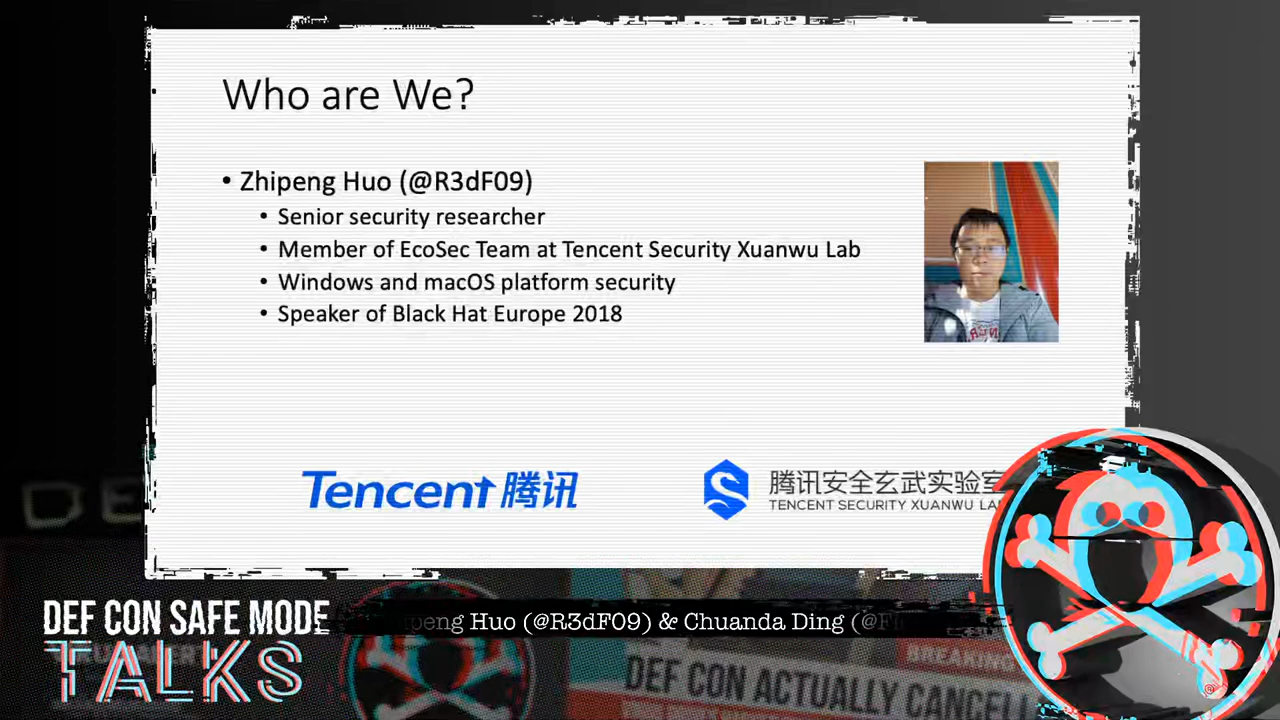 Who are We?
• Zhipeng Huo (@R3dF09)
• Senior security researcher
• Member of EcoSec Team at Tencent Security Xuanwu Lab
• Windows and macOS platform security
• Speaker of Black Hat Europe 2018
Tencent 腾讯
腾讯安全玄武实验室
TENCENT SECURITY XUANWU LA
DEF CON SAFE MODE
TALKS
peng Huo (@R3dF09) & Chuanda Ding (@F
BREAKING
DEF CON ACTUALLY CANCELL